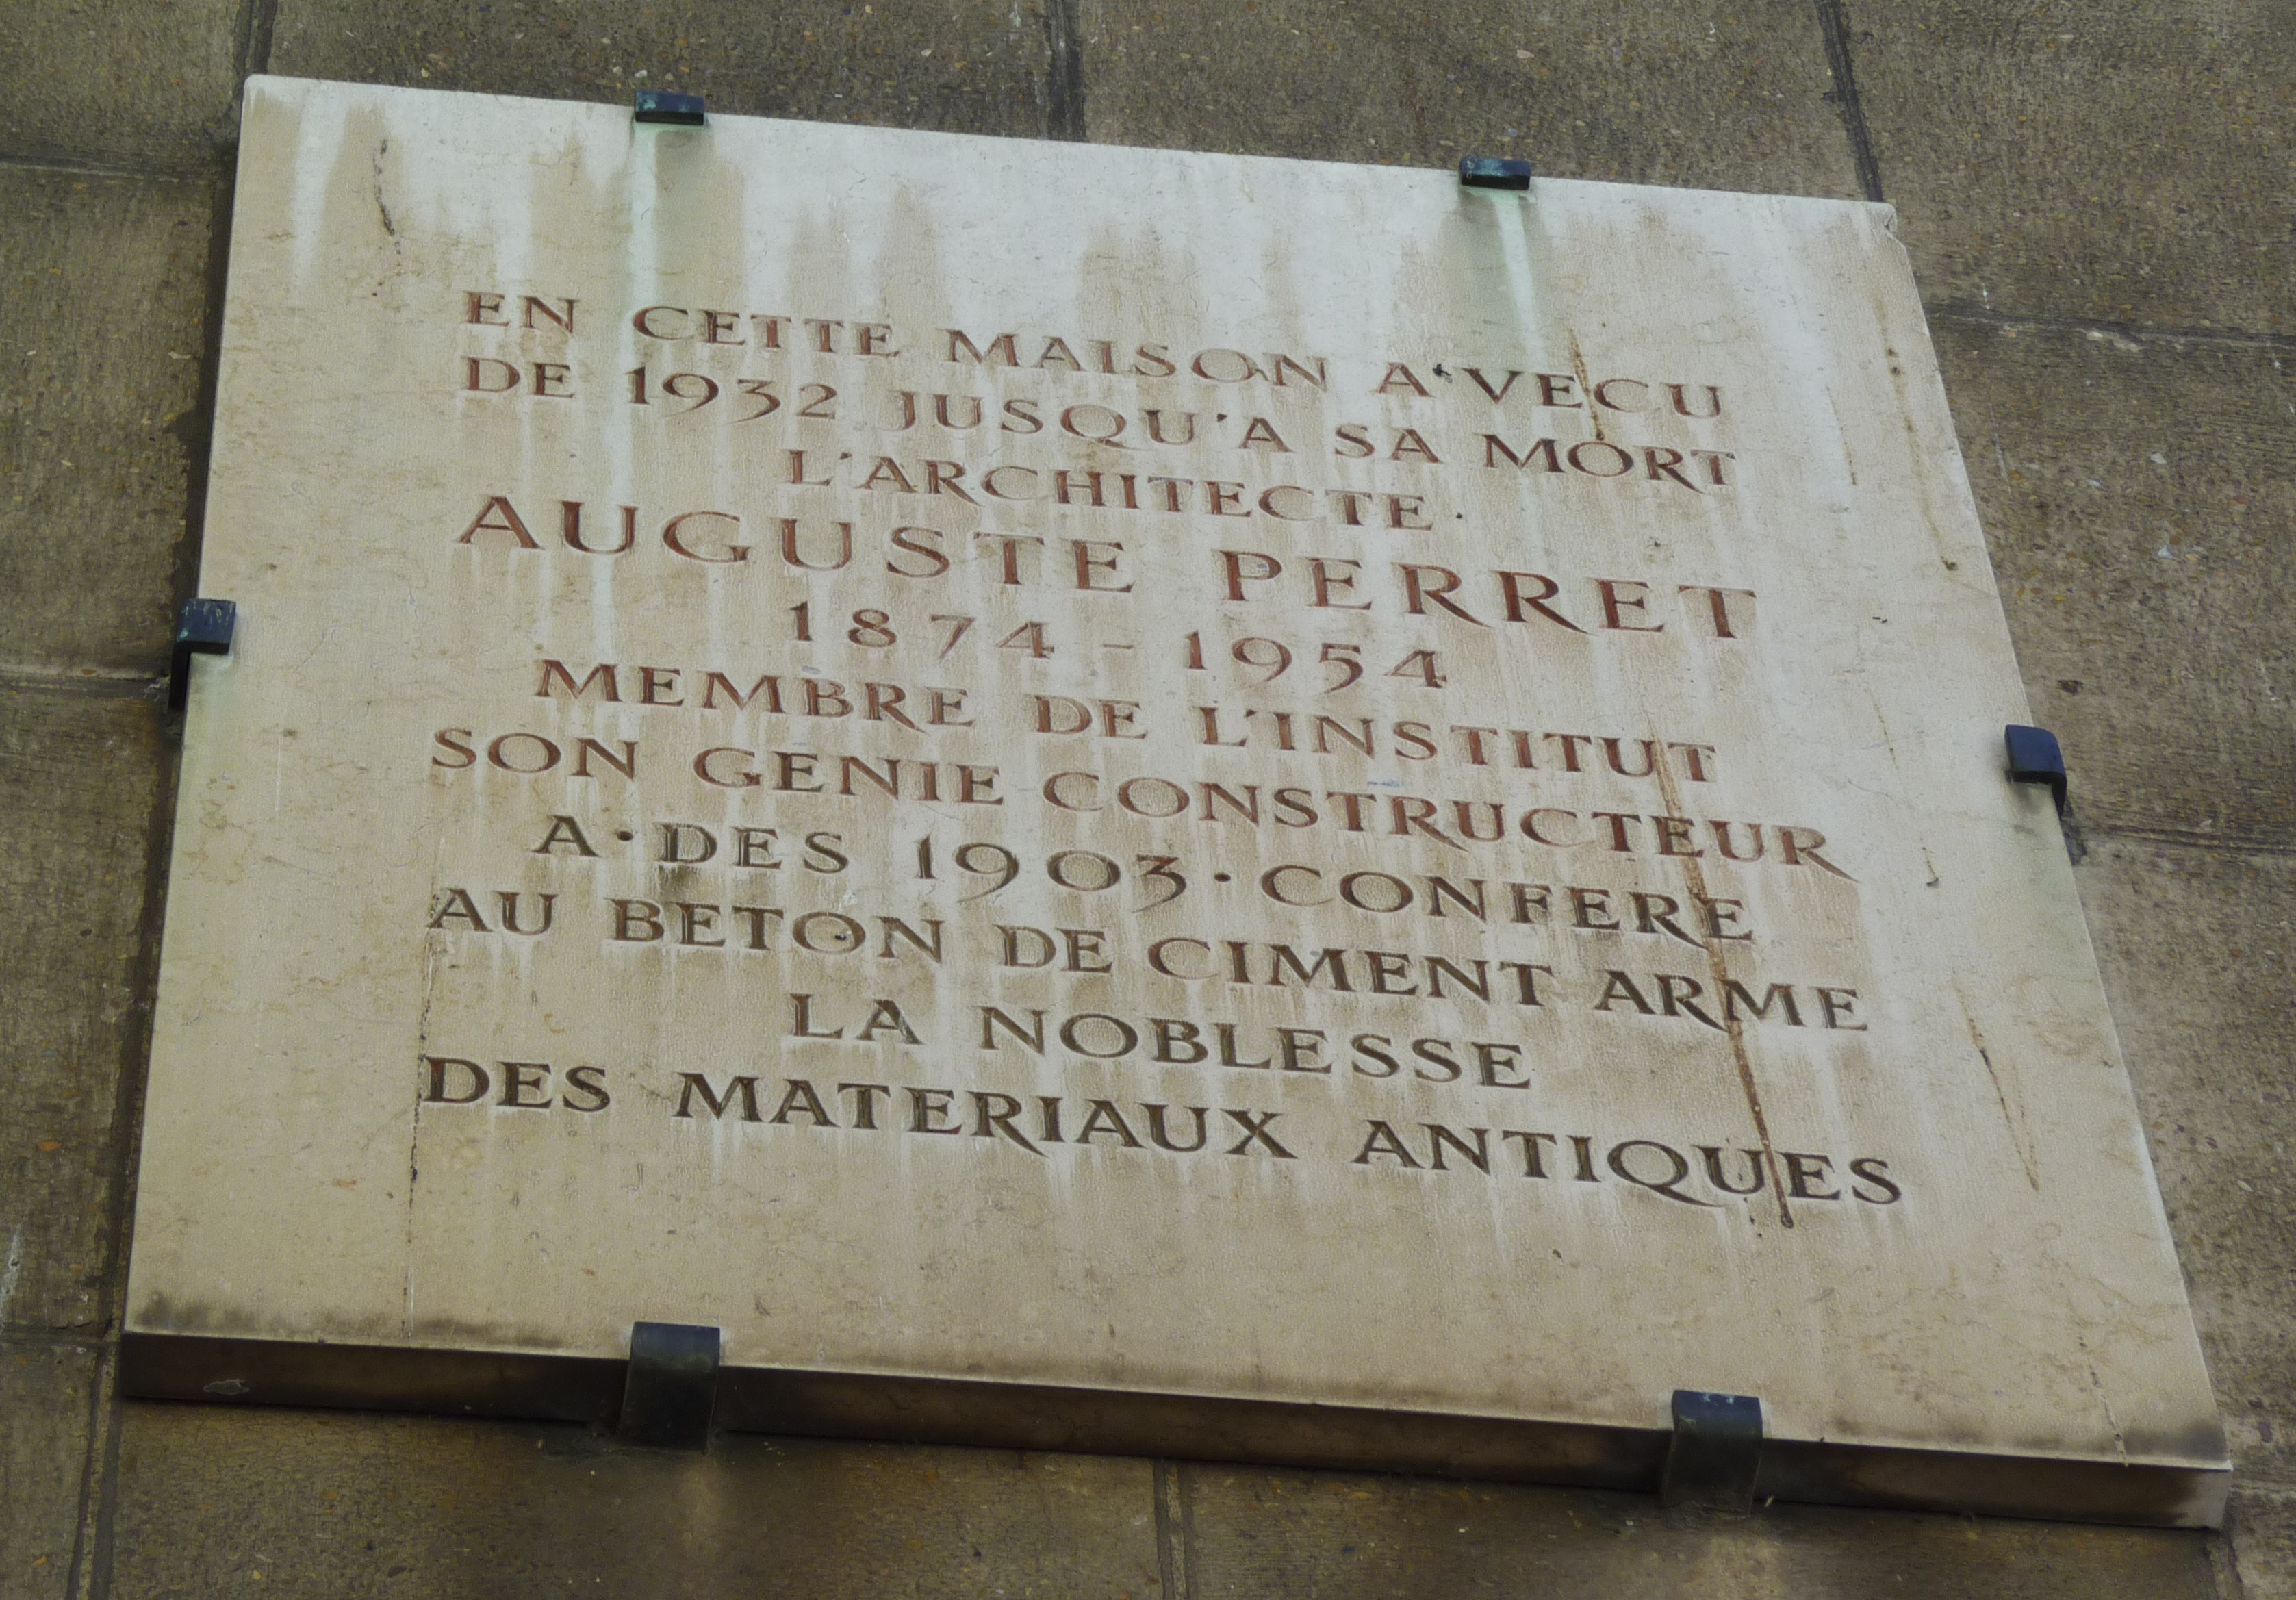 EN CETTE MAISON A VECU
DE 1932 JUSQU'A SA MORT
L'ARCHITECTE
AUGUSTE PERRET
1874 - 1954
MEMBRE DE L'INSTITUT
SON GENIE CONSTRUCTEUR
A·DES 1903·CONFERE
AU BETON DE CIMENT ARME
LA NOBLESSE
DES MATERIAUX ANTIQUES